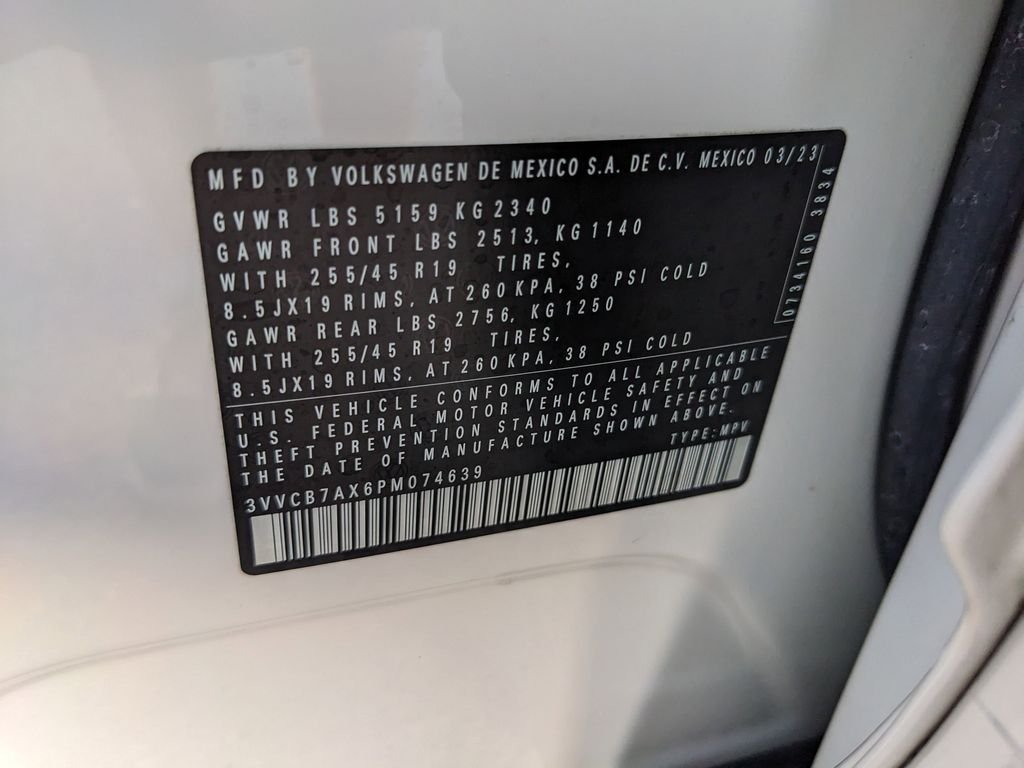 MFD BY VOLKSWAGEN DE MEXICO S.A. DE C.V. MEXICO 03/23
GVWR LBS 5159 KG 2340
GAWR FRONT LBS 2513, KG 1140
WITH 255/45 R19 TIRES,
8.5JX19 RIMS, AT 260 KPA, 38 PSI COLD
GAWR REAR LBS 2756, KG 1250
WITH 255/45 R19 TIRES,
8.5JX19 RIMS, AT 260 KPA, 38 PSI COLD
0734160 3834
THIS VEHICLE CONFORMS TO ALL APPLICABLE
U.S. FEDERAL MOTOR VEHICLE SAFETY AND
THEFT PREVENTION STANDARDS IN EFFECT ON
THE DATE OF MANUFACTURE SHOWN ABOVE.
3VVCB7AX6PM074639 TYPE: MPV